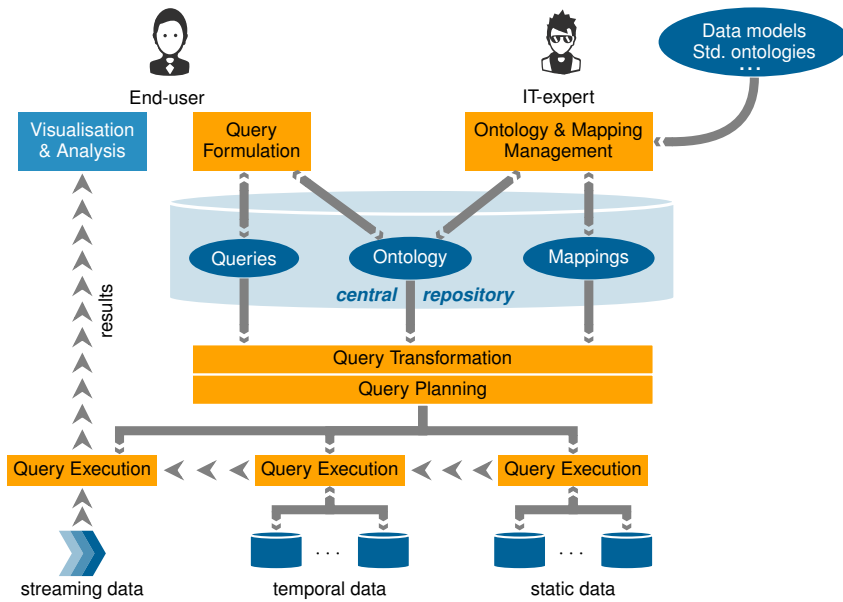 Data models
Std. ontologies
...
End-user
IT-expert
Visualisation
& Analysis
Query
Formulation
Ontology & Mapping
Management
Queries
Ontology
Mappings
central repository
results
Query Transformation
Query Planning
Query Execution
Query Execution
Query Execution
...
...
streaming data
temporal data
static data